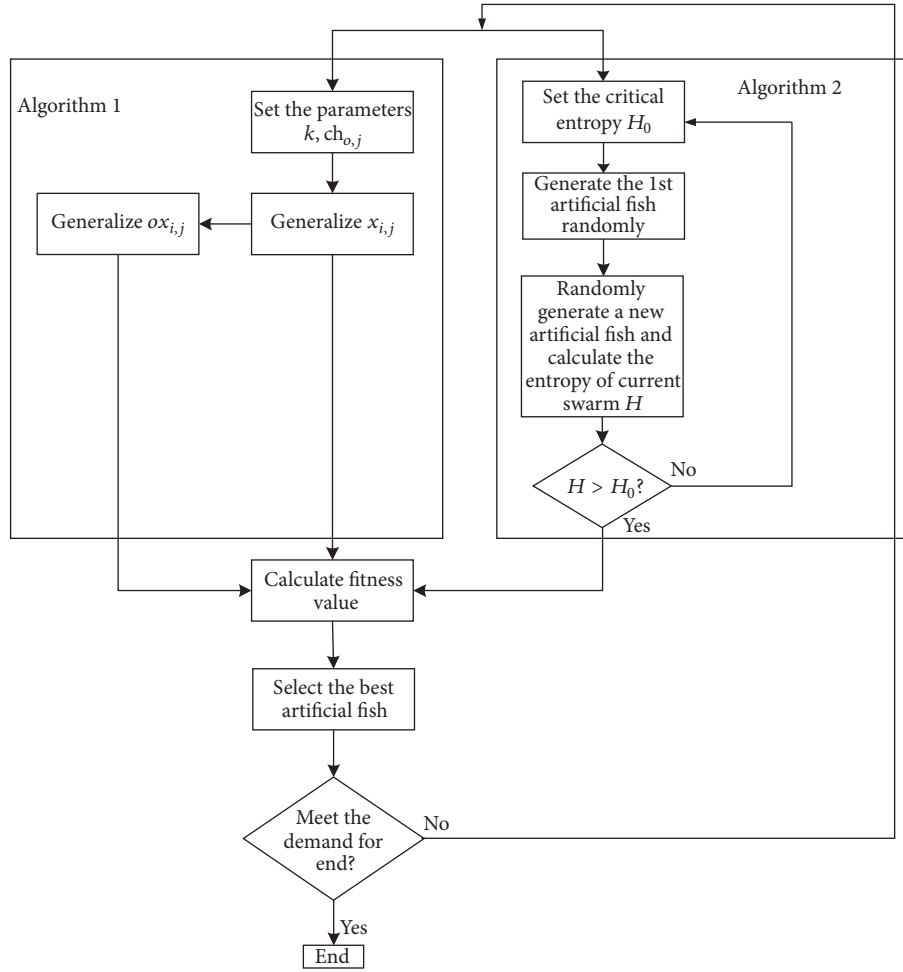 Algorithm 1
Set the parameters
k, ch_{o,j}
Generalize ox_{i,j}
Generalize x_{i,j}
Algorithm 2
Set the critical
entropy H_0
Generate the 1st
artificial fish
randomly
Randomly
generate a new
artificial fish and
calculate the
entropy of current
swarm H
H > H_0?
No
Yes
Calculate fitness
value
Select the best
artificial fish
Meet the
demand for
end?
No
Yes
End